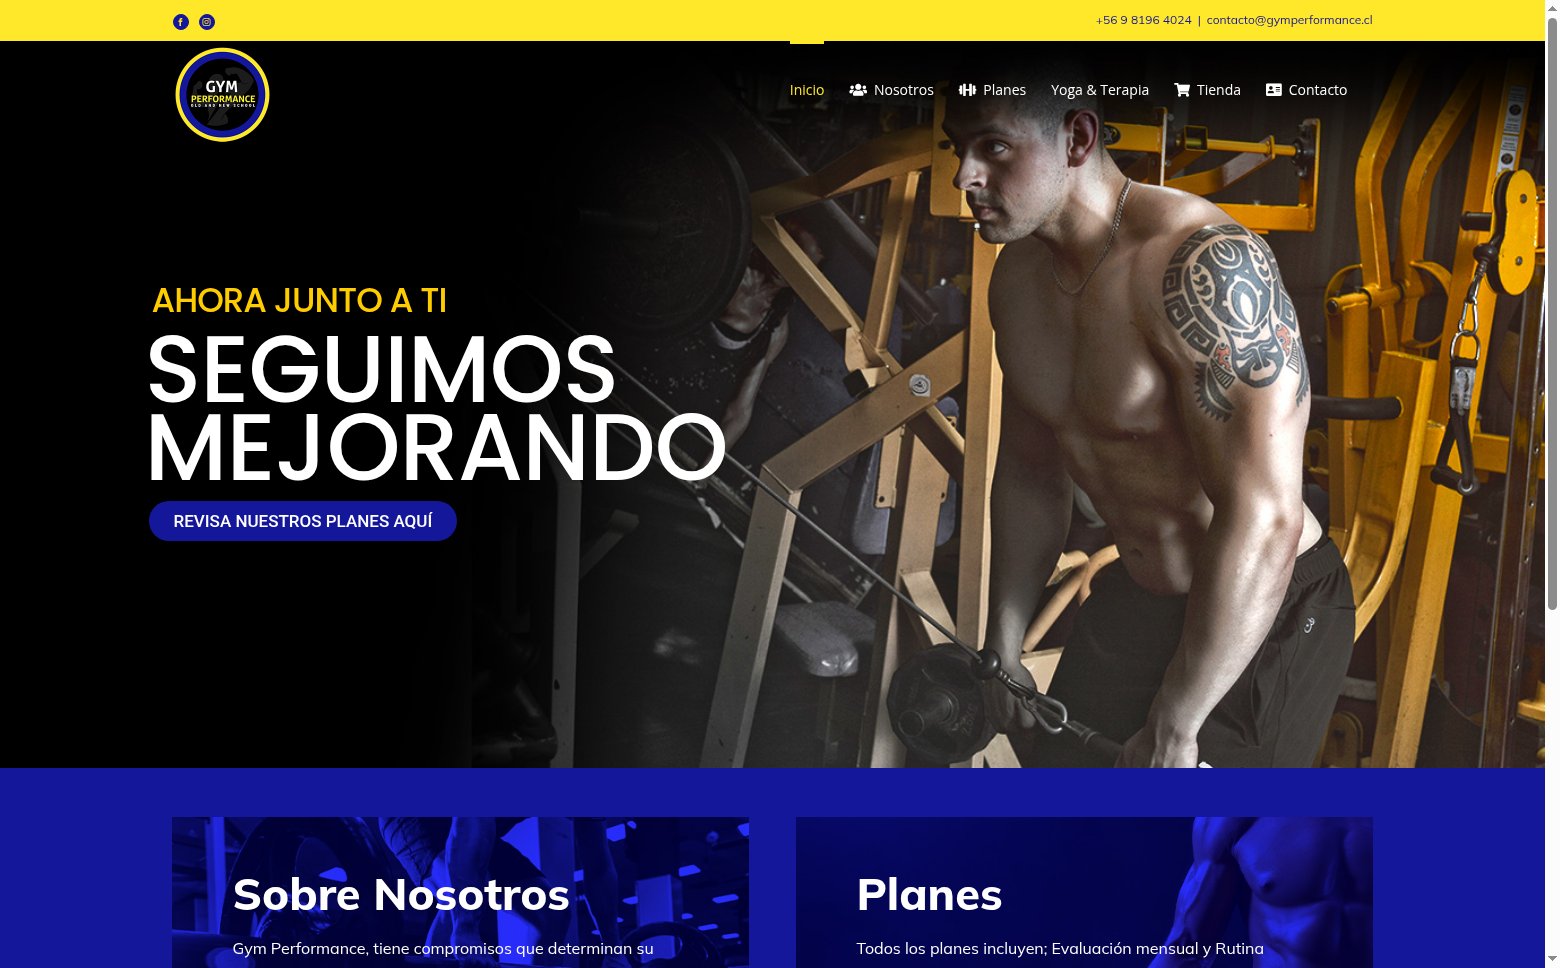 +56 9 8196 4024 | contacto@gymperformance.cl
GYM
PERFORMANCE
OLD AND NEW SCHOOL
Inicio
Nosotros
Planes
Yoga & Terapia
Tienda
Contacto
AHORA JUNTO A TI
SEGUIMOS
MEJORANDO
REVISA NUESTROS PLANES AQUÍ
Sobre Nosotros
Gym Performance, tiene compromisos que determinan su
Planes
Todos los planes incluyen; Evaluación mensual y Rutina